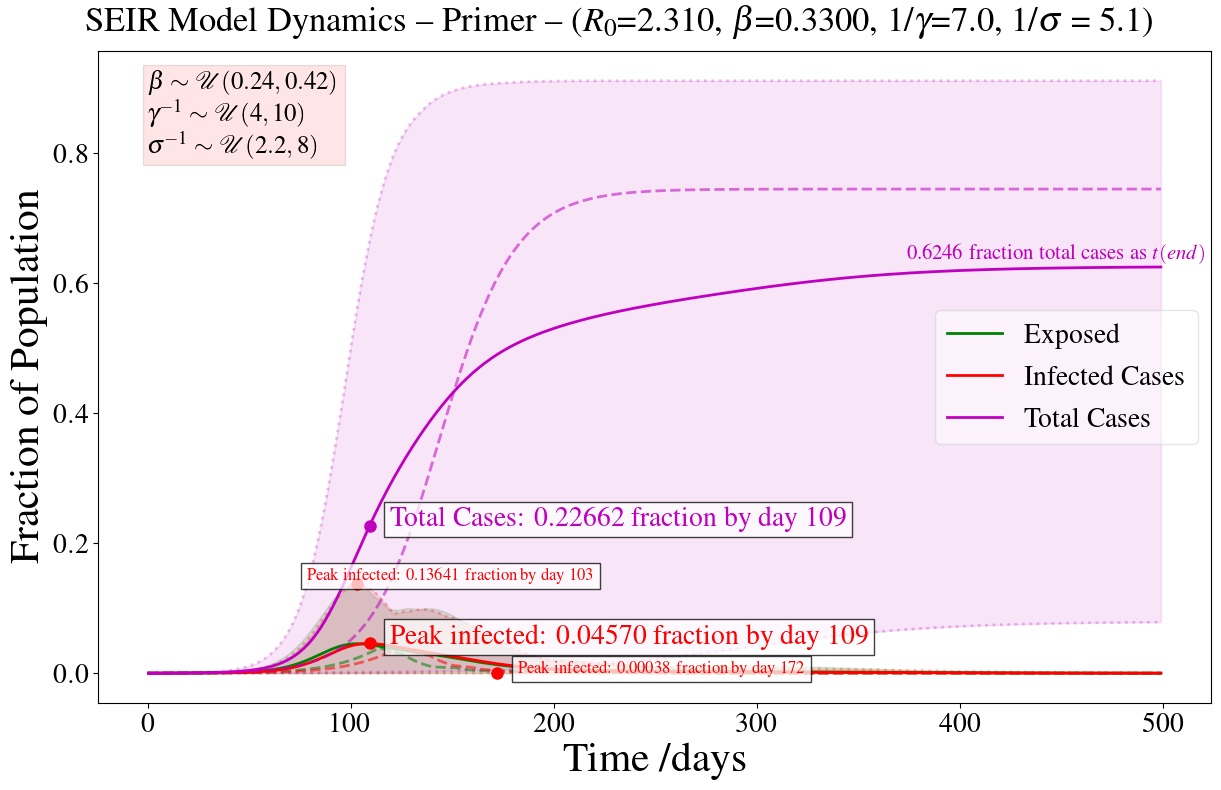 SEIR Model Dynamics – Primer – (R₀=2.310, β=0.3300, 1/γ=7.0, 1/σ = 5.1)
β ∼ 𝒰 (0.24, 0.42)
γ⁻¹ ∼ 𝒰 (4, 10)
σ⁻¹ ∼ 𝒰 (2.2, 8)
Fraction of Population
0.8
0.6
0.4
0.2
0.0
0.6246 fraction total cases as t(end)
Exposed
Infected Cases
Total Cases
Total Cases: 0.22662 fraction by day 109
Peak infected: 0.13641 fraction by day 103
Peak infected: 0.04570 fraction by day 109
Peak infected: 0.00038 fraction by day 172
0 100 200 300 400 500
Time /days